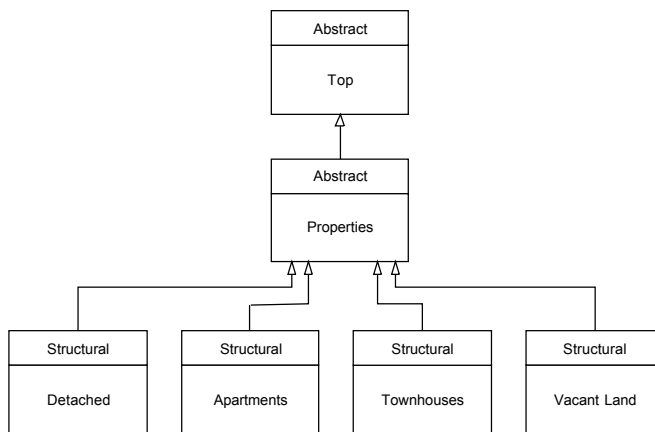 Abstract
Top
Abstract
Properties
Structural
Detached
Structural
Apartments
Structural
Townhouses
Structural
Vacant Land